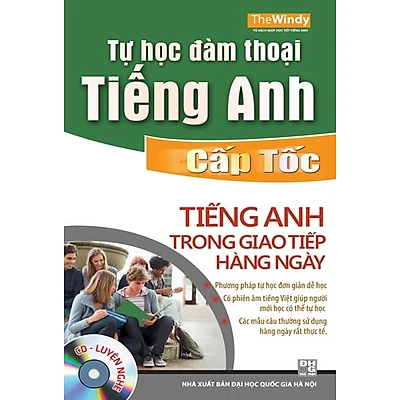 TheWindy
TỦ SÁCH GIÚP HỌC TỐT TIẾNG ANH
Tự học đàm thoại
Tiếng Anh
Cấp Tốc
TIẾNG ANH
TRONG GIAO TIẾP
HÀNG NGÀY
Phương pháp tự học đơn giản dễ học
Có phiên âm tiếng Việt giúp người
mới học có thể tự học
Các mẫu câu thường sử dụng
hàng ngày rất thực tế.
CD - LUYỆN NGHE
NHÀ XUẤT BẢN ĐẠI HỌC QUỐC GIA HÀ NỘI